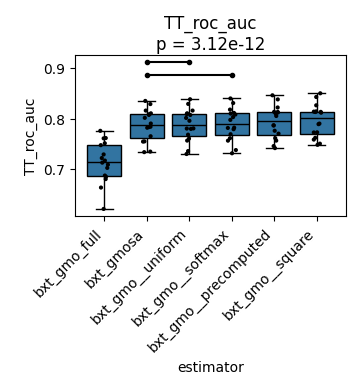 TT_roc_auc
p = 3.12e-12
TT_roc_auc
0.9
0.8
0.7
bxt_gmo_full
bxt_gmosa
bxt_gmo__uniform
bxt_gmo__softmax
bxt_gmo__precomputed
bxt_gmo__square
estimator